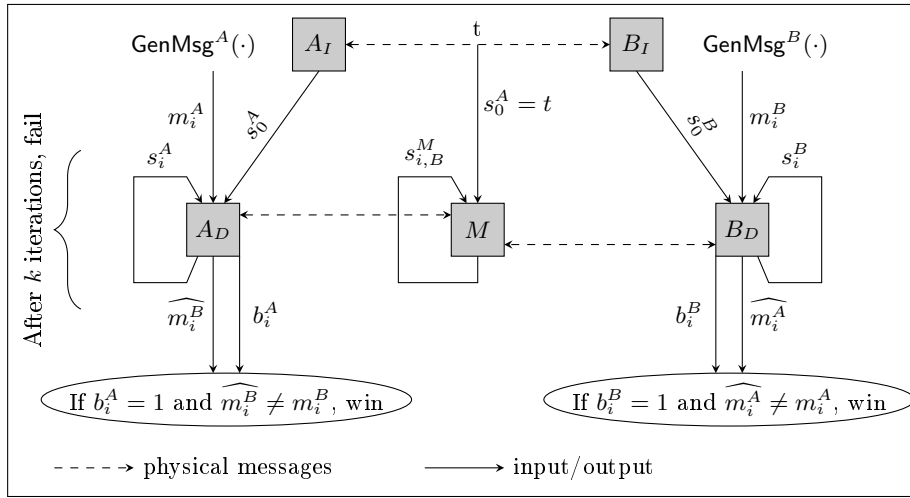 GenMsg^A(·)
A_I
t
B_I
GenMsg^B(·)
m_i^A
s_0^A
s_0^A = t
s_0^B
m_i^B
After k iterations, fail
s_i^A
s_{i,B}^M
s_i^B
A_D
M
B_D
\widehat{m_i^B}
b_i^A
b_i^B
\widehat{m_i^A}
If b_i^A = 1 and \widehat{m_i^B} ≠ m_i^B, win
If b_i^B = 1 and \widehat{m_i^A} ≠ m_i^A, win
physical messages
input/output